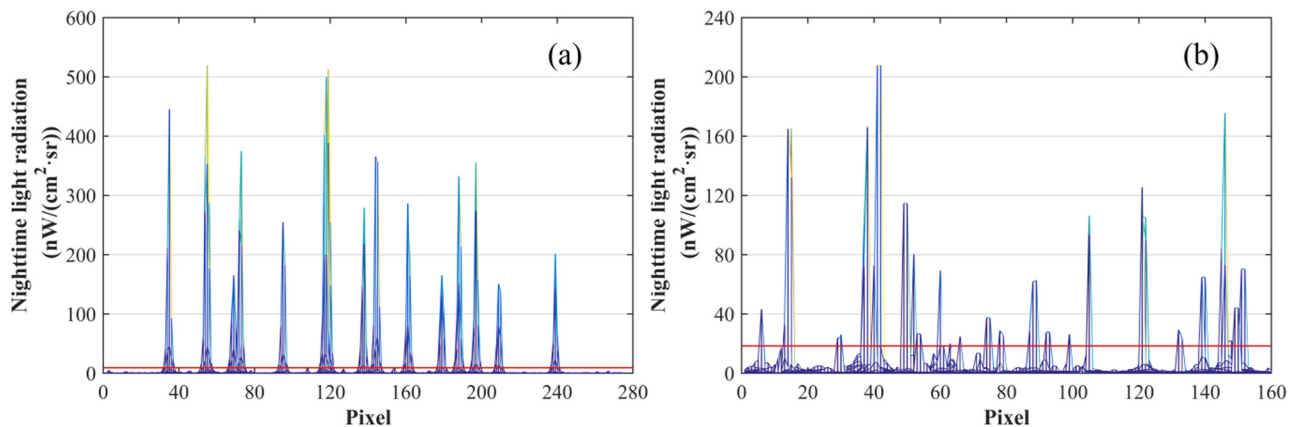 600
500
400
300
200
100
0
Nighttime light radiation
(nW/(cm²·sr))
(a)
0 40 80 120 160 200 240 280
Pixel
240
200
160
120
80
40
0
Nighttime light radiation
(nW/(cm²·sr))
(b)
0 20 40 60 80 100 120 140 160
Pixel